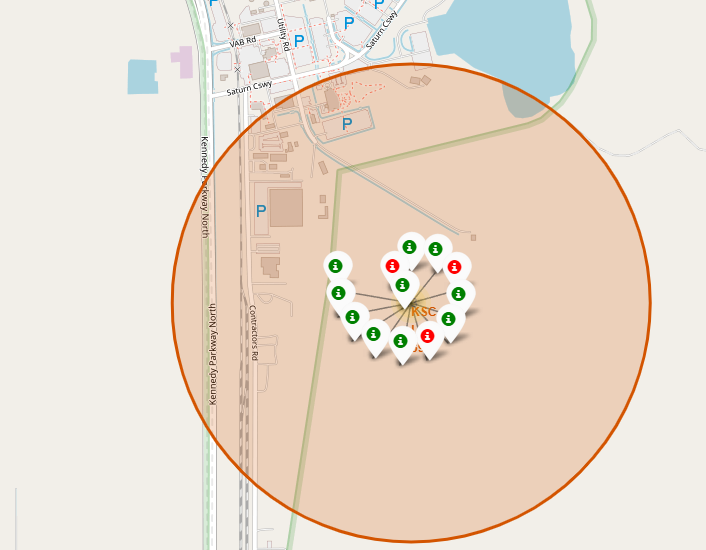 P
P
P
P
VAB Rd
Utility Rd
Saturn Cswy
Saturn Cswy
P
Kennedy Parkway North
P
KSC
Kennedy Parkway North
Contractors Rd